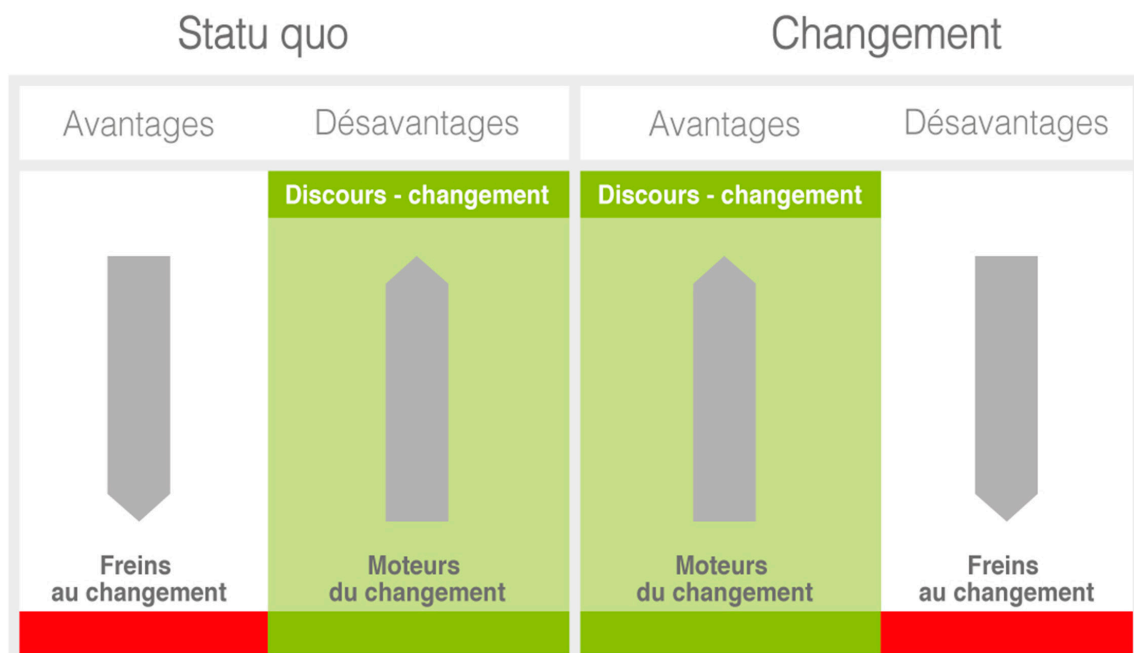 Statu quo
Changement
Avantages
Désavantages
Avantages
Désavantages
Discours - changement
Discours - changement
Freins
au changement
Moteurs
du changement
Moteurs
du changement
Freins
au changement